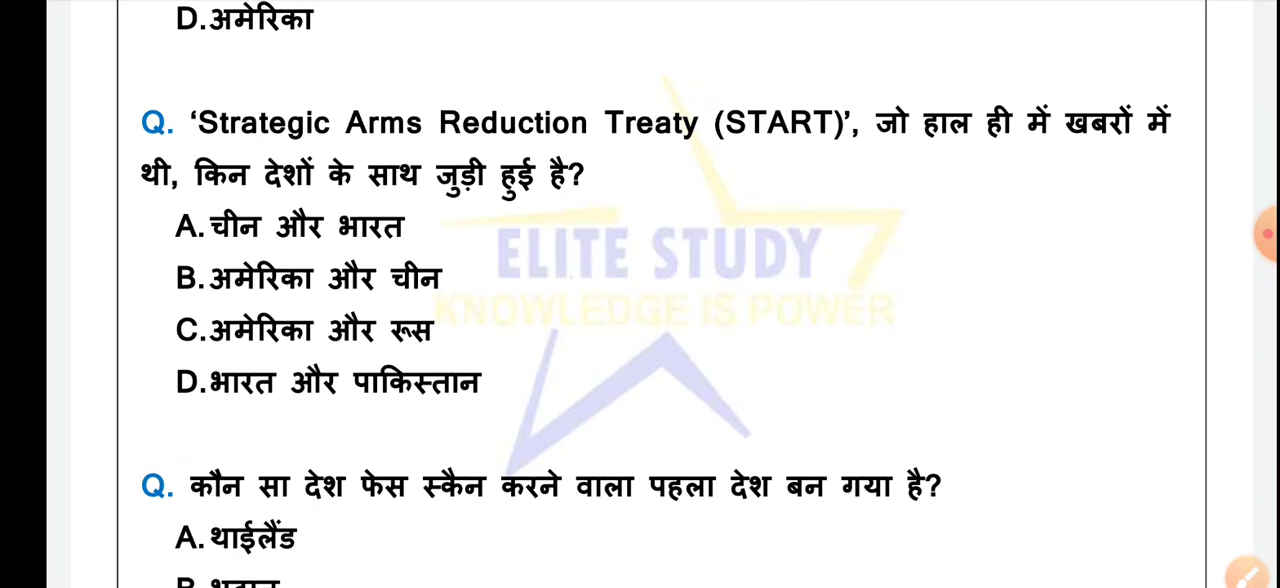 D.अमेरिका
Q. ‘Strategic Arms Reduction Treaty (START)’, जो हाल ही में खबरों में
थी, किन देशों के साथ जुड़ी हुई है?
A. चीन और भारत
B.अमेरिका और चीन
C.अमेरिका और रूस
D.भारत और पाकिस्तान
ELITE STUDY
KNOWLEDGE IS POWER
Q. कौन सा देश फेस स्कैन करने वाला पहला देश बन गया है?
A. थाईलैंड